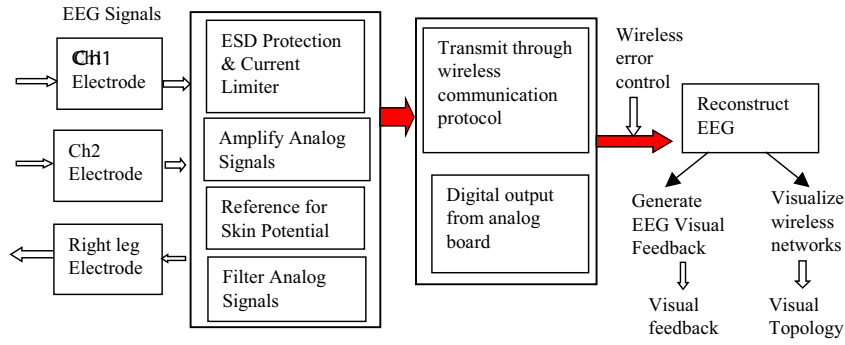 EEG Signals
Ch1
Electrode
Ch2
Electrode
Right leg
Electrode
ESD Protection
& Current
Limiter
Amplify Analog
Signals
Reference for
Skin Potential
Filter Analog
Signals
Transmit through
wireless
communication
protocol
Digital output
from analog
board
Wireless
error
control
Reconstruct
EEG
Generate
EEG Visual
Feedback
Visual
feedback
Visualize
wireless
networks
Visual
Topology